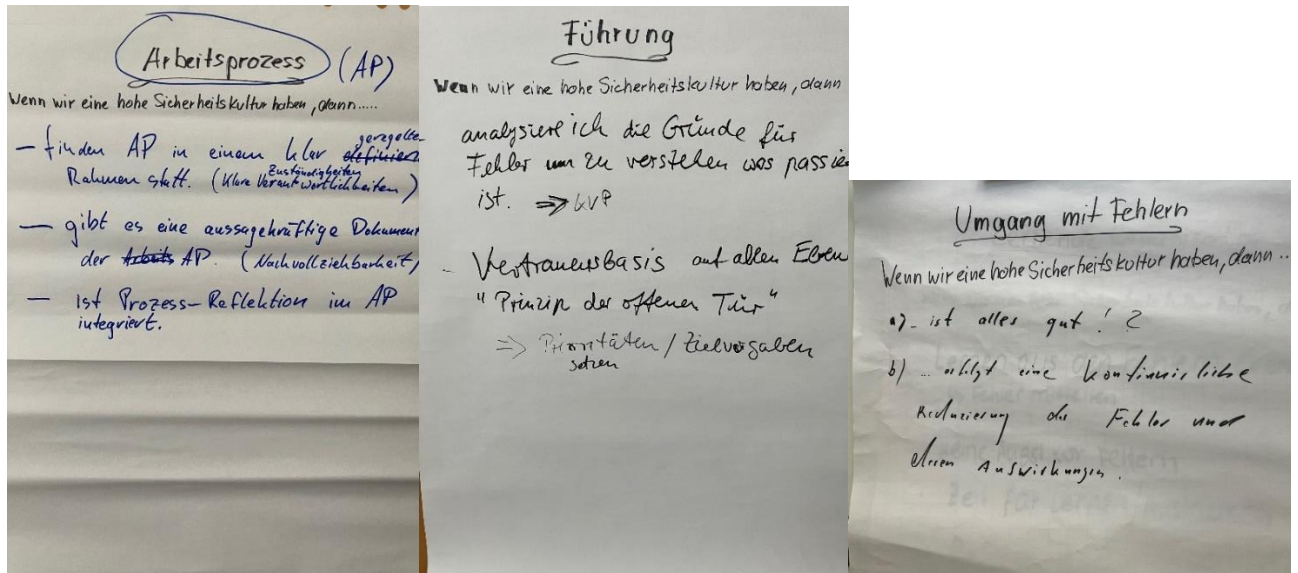 Arbeitsprozess (AP)
Wenn wir eine hohe Sicherheitskultur haben, dann.....
geregelte
— finden AP in einem klar definiert
Zuständigkeiten
Rahmen statt. (klare Verantwortlichkeiten)
— gibt es eine aussagekräftige Dokument
der Arbeits AP. (Nachvollziehbarkeit)
— ist Prozess-Reflektion im AP
integriert.
Führung
Wenn wir eine hohe Sicherheitskultur haben, dann
analysiere ich die Gründe für
Fehler um zu verstehen was passie
ist. => KVP
- Vertrauensbasis auf allen Eben
"Prinzip der offenen Tür"
=> Prioritäten / Zielvorgaben
setzen
Umgang mit Fehlern
Wenn wir eine hohe Sicherheitskultur haben, dann ...
a) .. ist alles gut ! ?
b) ... erfolgt eine kontinuierliche
Reduzierung der Fehler und
deren Auswirkungen.